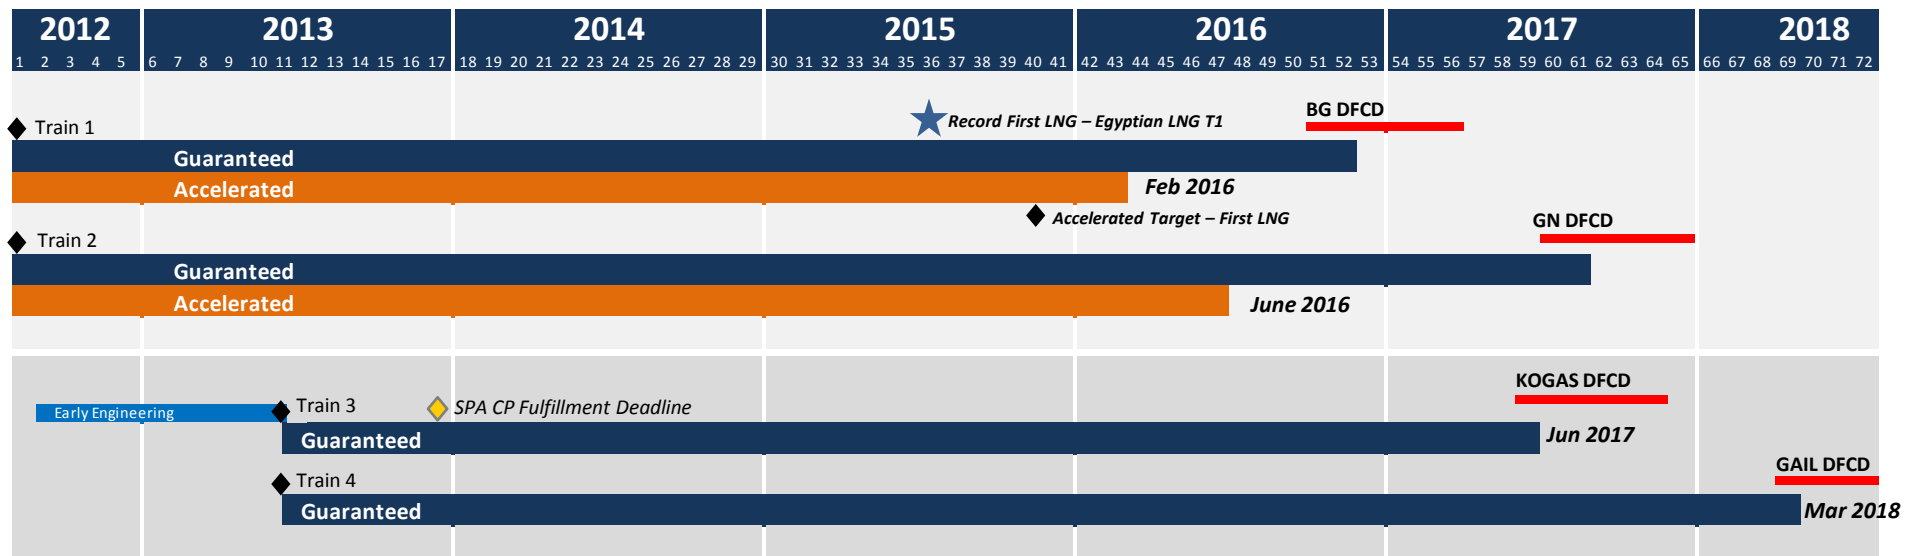 2012 2013 2014 2015 2016 2017 2018
1 2 3 4 5 6 7 8 9 10 11 12 13 14 15 16 17 18 19 20 21 22 23 24 25 26 27 28 29 30 31 32 33 34 35 36 37 38 39 40 41 42 43 44 45 46 47 48 49 50 51 52 53 54 55 56 57 58 59 60 61 62 63 64 65 66 67 68 69 70 71 72
BG DFCD
Train 1
Record First LNG – Egyptian LNG T1
Guaranteed
Accelerated
Feb 2016
Accelerated Target – First LNG
GN DFCD
Train 2
Guaranteed
Accelerated
June 2016
KOGAS DFCD
Early Engineering
Train 3
SPA CP Fulfillment Deadline
Guaranteed
Jun 2017
GAIL DFCD
Train 4
Guaranteed
Mar 2018